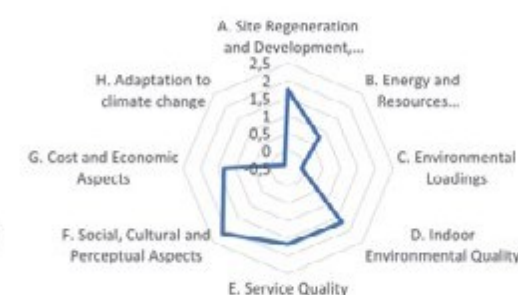 A. Site Regeneration
and Development,...
2,5
2
1,5
1
0,5
0
-0,5
B. Energy and
Resources...
C. Environmental
Loadings
D. Indoor
Environmental Quality
E. Service Quality
F. Social, Cultural and
Perceptual Aspects
G. Cost and Economic
Aspects
H. Adaptation to
climate change